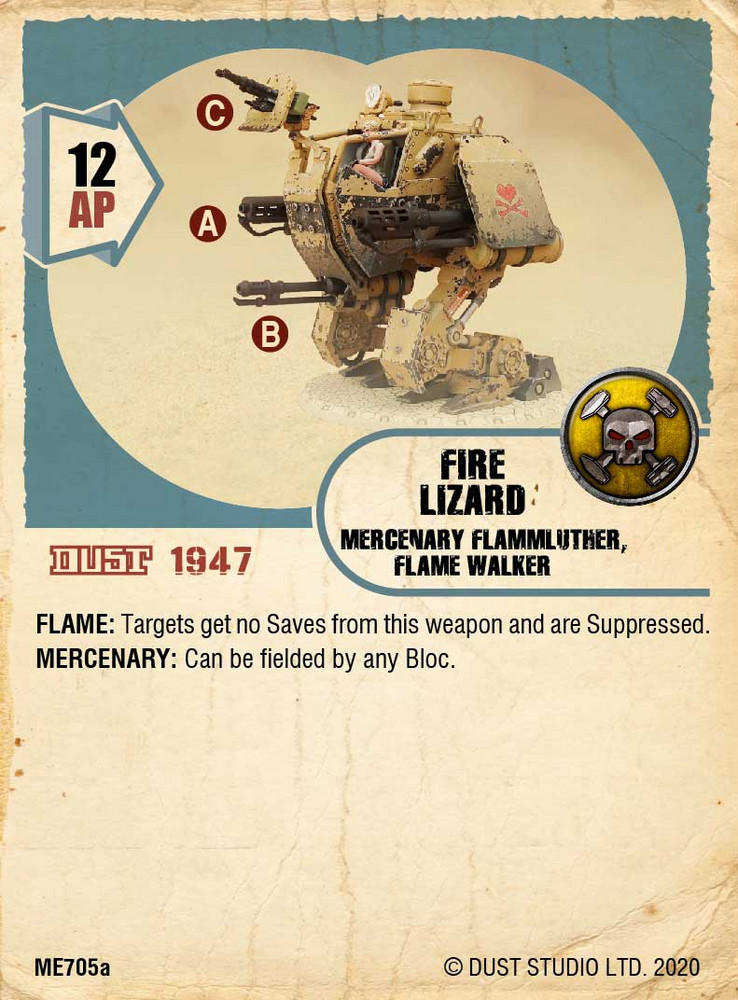 12
AP
C
A
B
FIRE
LIZARD
MERCENARY FLAMMLUTHER,
FLAME WALKER
DUST 1947
FLAME: Targets get no Saves from this weapon and are Suppressed.
MERCENARY: Can be fielded by any Bloc.
ME705a
© DUST STUDIO LTD. 2020